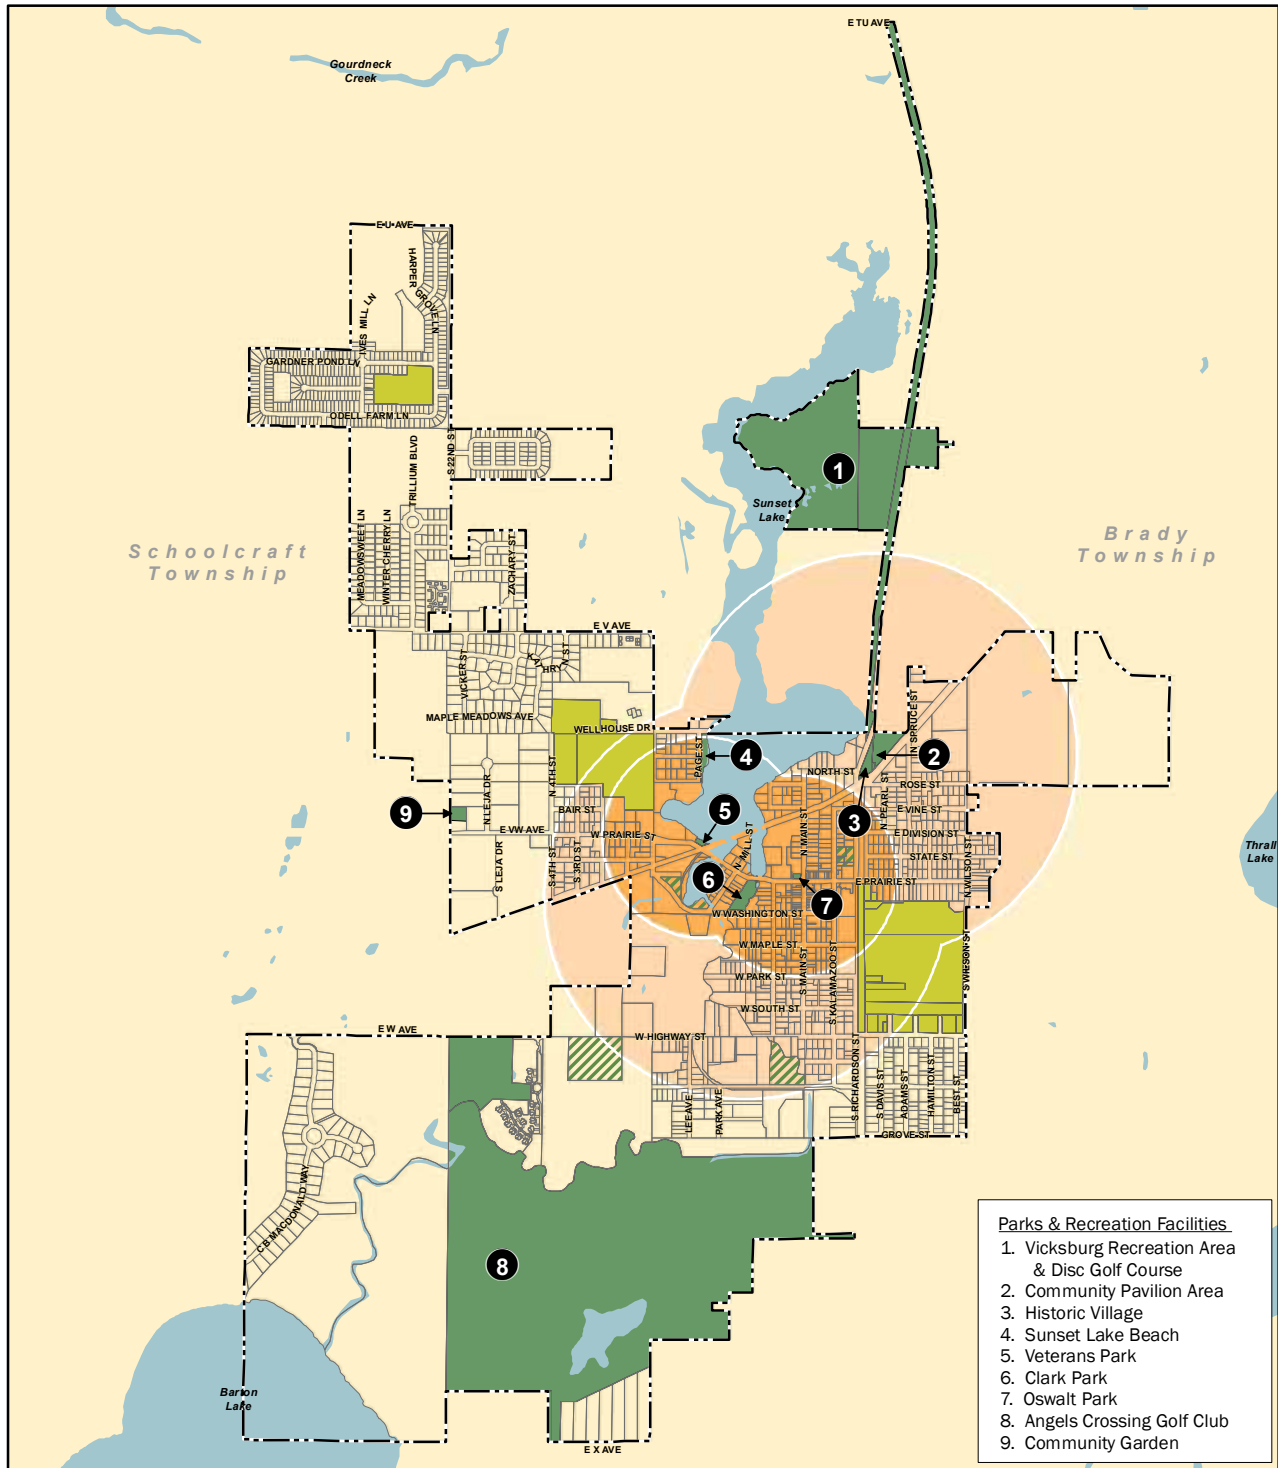 E TU AVE
Gourdneck
Creek
E U AVE
HARPER
GROVE LN
IVES MILL LN
GARDNER POND LN
ODELL FARM LN
S 22ND ST
TRILLIUM BLVD
1
Sunset
Lake
Schoolcraft
Township
Brady
Township
MEADOWSWEET LN
WINTER CHERRY LN
ZACHARY ST
E V AVE
VICKER ST
KATHRYN ST
MAPLE MEADOWS AVE
WELLHOUSE DR
N SPRUCE ST
PAGE ST
4
2
NORTH ST
ROSE ST
N LEJA DR
N 4TH ST
9
BAIR ST
5
3
N PEARL ST
E VINE ST
E VW AVE
W PRAIRIE ST
N MILL ST
N MAIN ST
E DIVISION ST
STATE ST
Thrall
Lake
S LEJA DR
S 4TH ST
S 3RD ST
6
E PRAIRIE ST
N WILSON ST
7
W WASHINGTON ST
W MAPLE ST
S MAIN ST
S KALAMAZOO ST
S WILSON ST
W PARK ST
W SOUTH ST
E W AVE
W HIGHWAY ST
S RICHARDSON ST
S DAVIS ST
ADAMS ST
HAMILTON ST
BEST ST
LEE AVE
PARK AVE
GROVE ST
C B MACDONALD WAY
8
Barton
Lake
E X AVE
Parks & Recreation Facilities
1. Vicksburg Recreation Area
& Disc Golf Course
2. Community Pavilion Area
3. Historic Village
4. Sunset Lake Beach
5. Veterans Park
6. Clark Park
7. Oswalt Park
8. Angels Crossing Golf Club
9. Community Garden